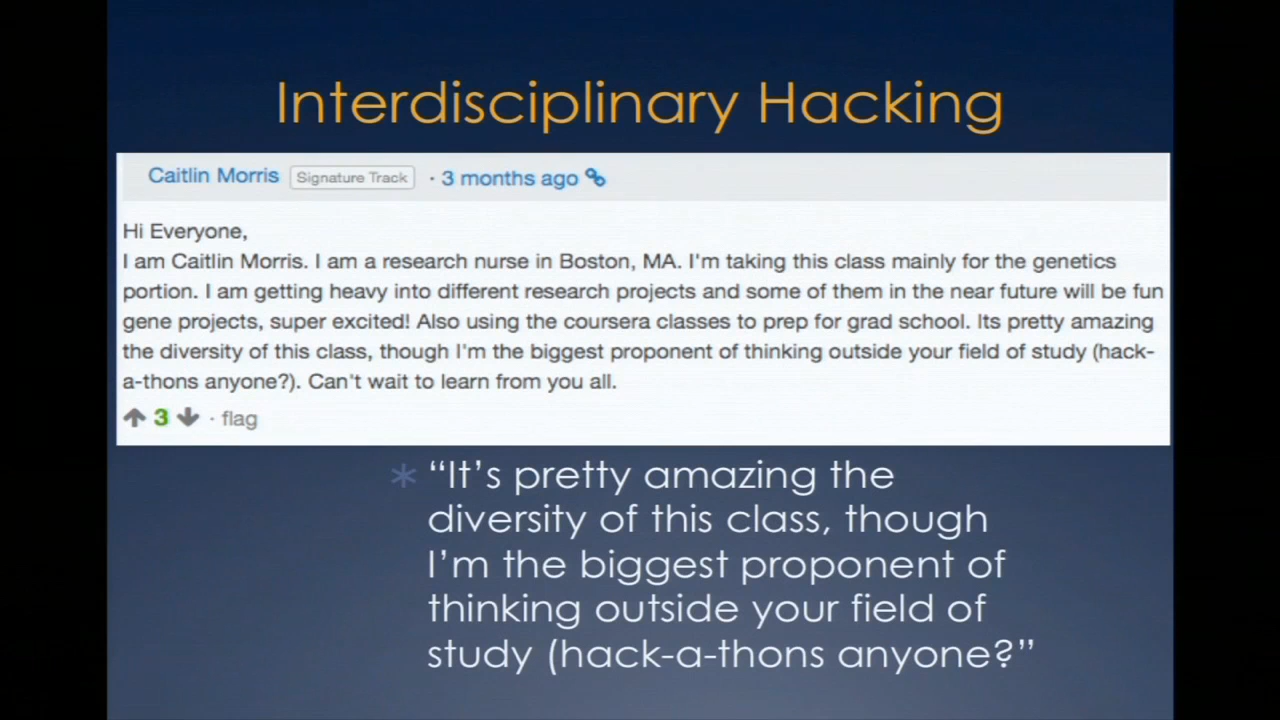 Interdisciplinary Hacking
Caitlin Morris Signature Track · 3 months ago
Hi Everyone,
I am Caitlin Morris. I am a research nurse in Boston, MA. I'm taking this class mainly for the genetics
portion. I am getting heavy into different research projects and some of them in the near future will be fun
gene projects, super excited! Also using the coursera classes to prep for grad school. Its pretty amazing
the diversity of this class, though I'm the biggest proponent of thinking outside your field of study (hack-
a-thons anyone?). Can't wait to learn from you all.
3 · flag
“It’s pretty amazing the
diversity of this class, though
I’m the biggest proponent of
thinking outside your field of
study (hack-a-thons anyone?”